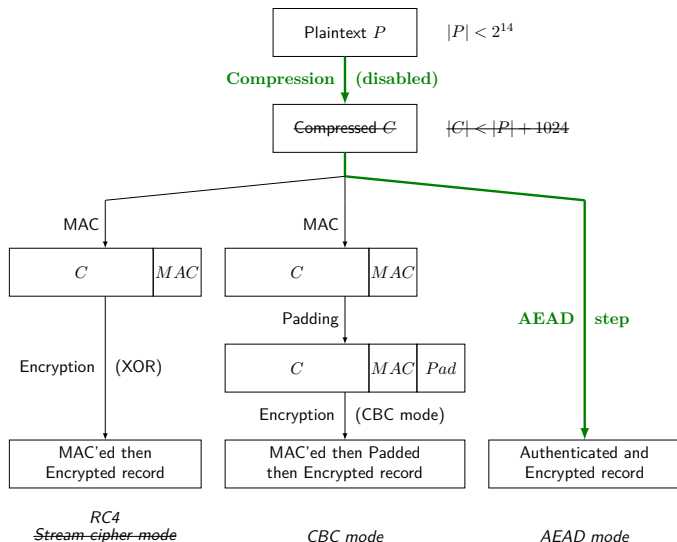 Plaintext P
|P| < 2^14
Compression (disabled)
Compressed C
|C| < |P| + 1024
MAC
MAC
C
MAC
C
MAC
Padding
AEAD step
Encryption (XOR)
C
MAC
Pad
Encryption (CBC mode)
MAC'ed then
Encrypted record
MAC'ed then Padded
then Encrypted record
Authenticated and
Encrypted record
RC4
Stream cipher mode
CBC mode
AEAD mode